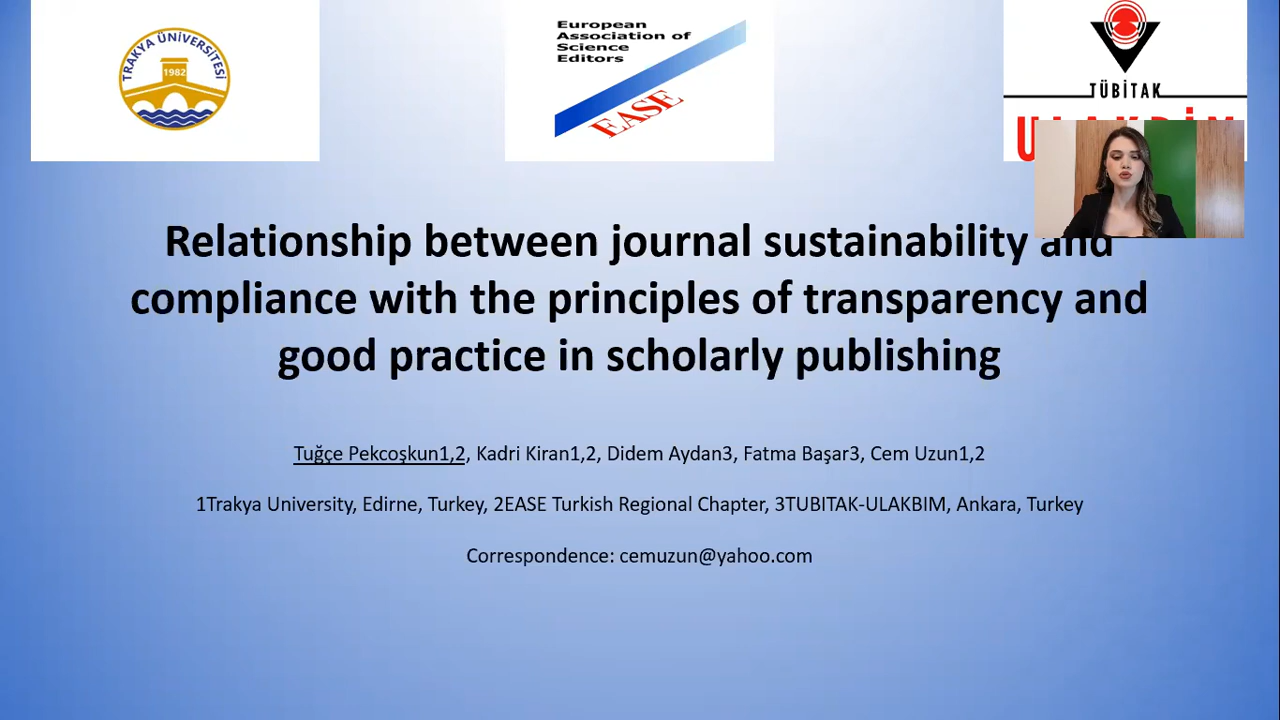 TRAKYA ÜNİVERSİTESİ
1982
European
Association of
Science
Editors
EASE
TÜBİTAK
Relationship between journal sustainability and
compliance with the principles of transparency and
good practice in scholarly publishing
Tuğçe Pekcoşkun1,2, Kadri Kiran1,2, Didem Aydan3, Fatma Başar3, Cem Uzun1,2
1Trakya University, Edirne, Turkey, 2EASE Turkish Regional Chapter, 3TUBITAK-ULAKBIM, Ankara, Turkey
Correspondence: cemuzun@yahoo.com